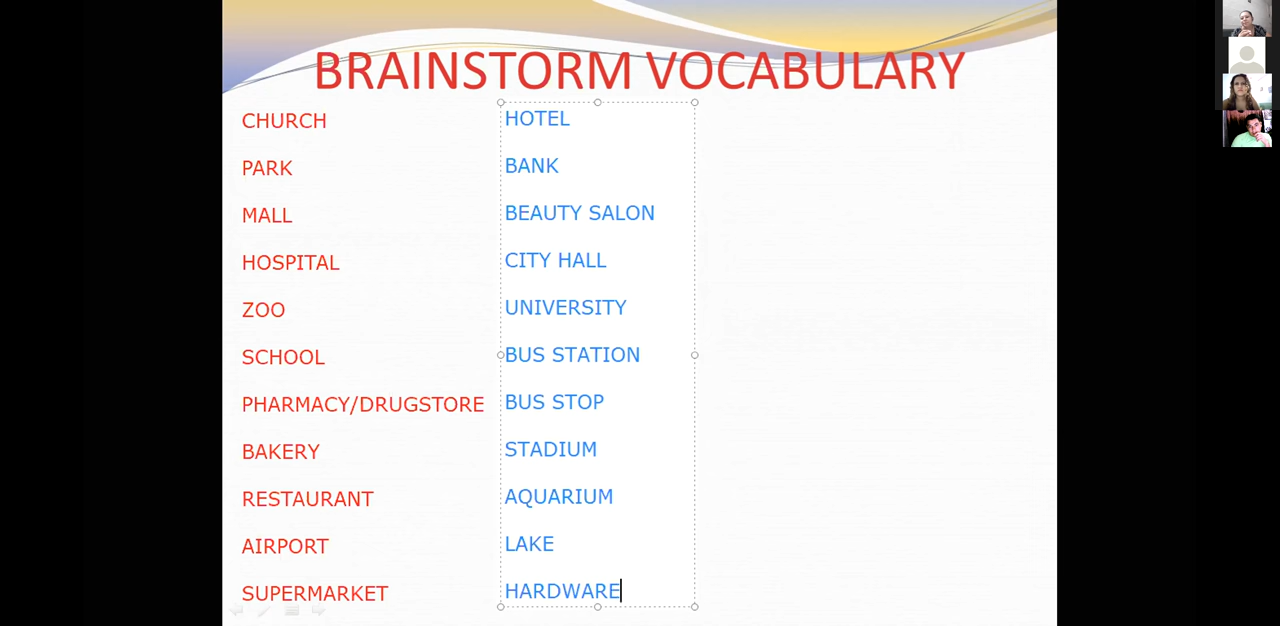 BRAINSTORM VOCABULARY
CHURCH
PARK
MALL
HOSPITAL
ZOO
SCHOOL
PHARMACY/DRUGSTORE
BAKERY
RESTAURANT
AIRPORT
SUPERMARKET
HOTEL
BANK
BEAUTY SALON
CITY HALL
UNIVERSITY
BUS STATION
BUS STOP
STADIUM
AQUARIUM
LAKE
HARDWARE